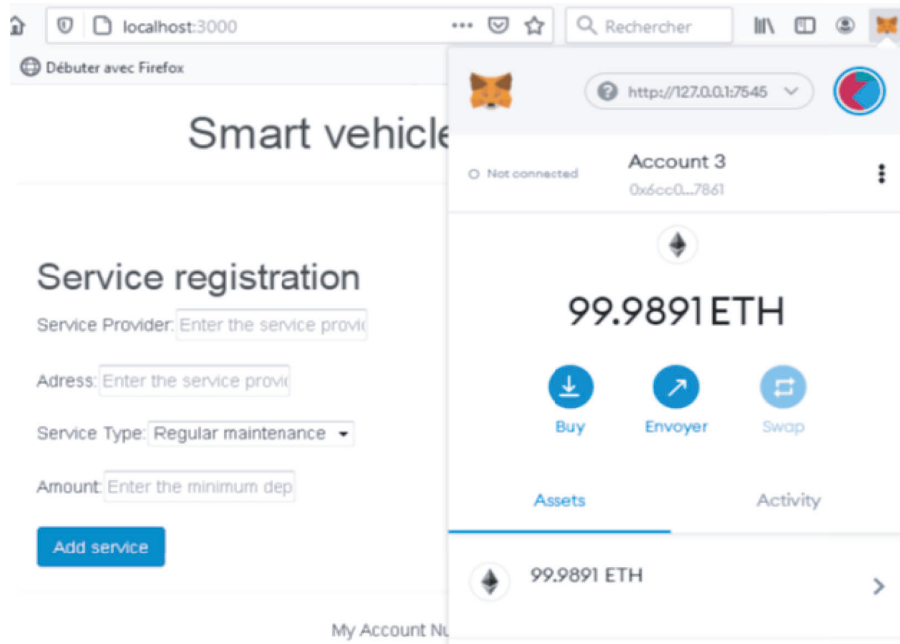 localhost:3000
Rechercher
Débuter avec Firefox
Smart vehicle
Service registration
Service Provider: Enter the service provid
Adress: Enter the service provid
Service Type: Regular maintenance
Amount: Enter the minimum dep
Add service
My Account Nu
http://127.0.0.1:7545
Not connected
Account 3
0x6cc0...7861
99.9891 ETH
Buy
Envoyer
Swap
Assets
Activity
99.9891 ETH